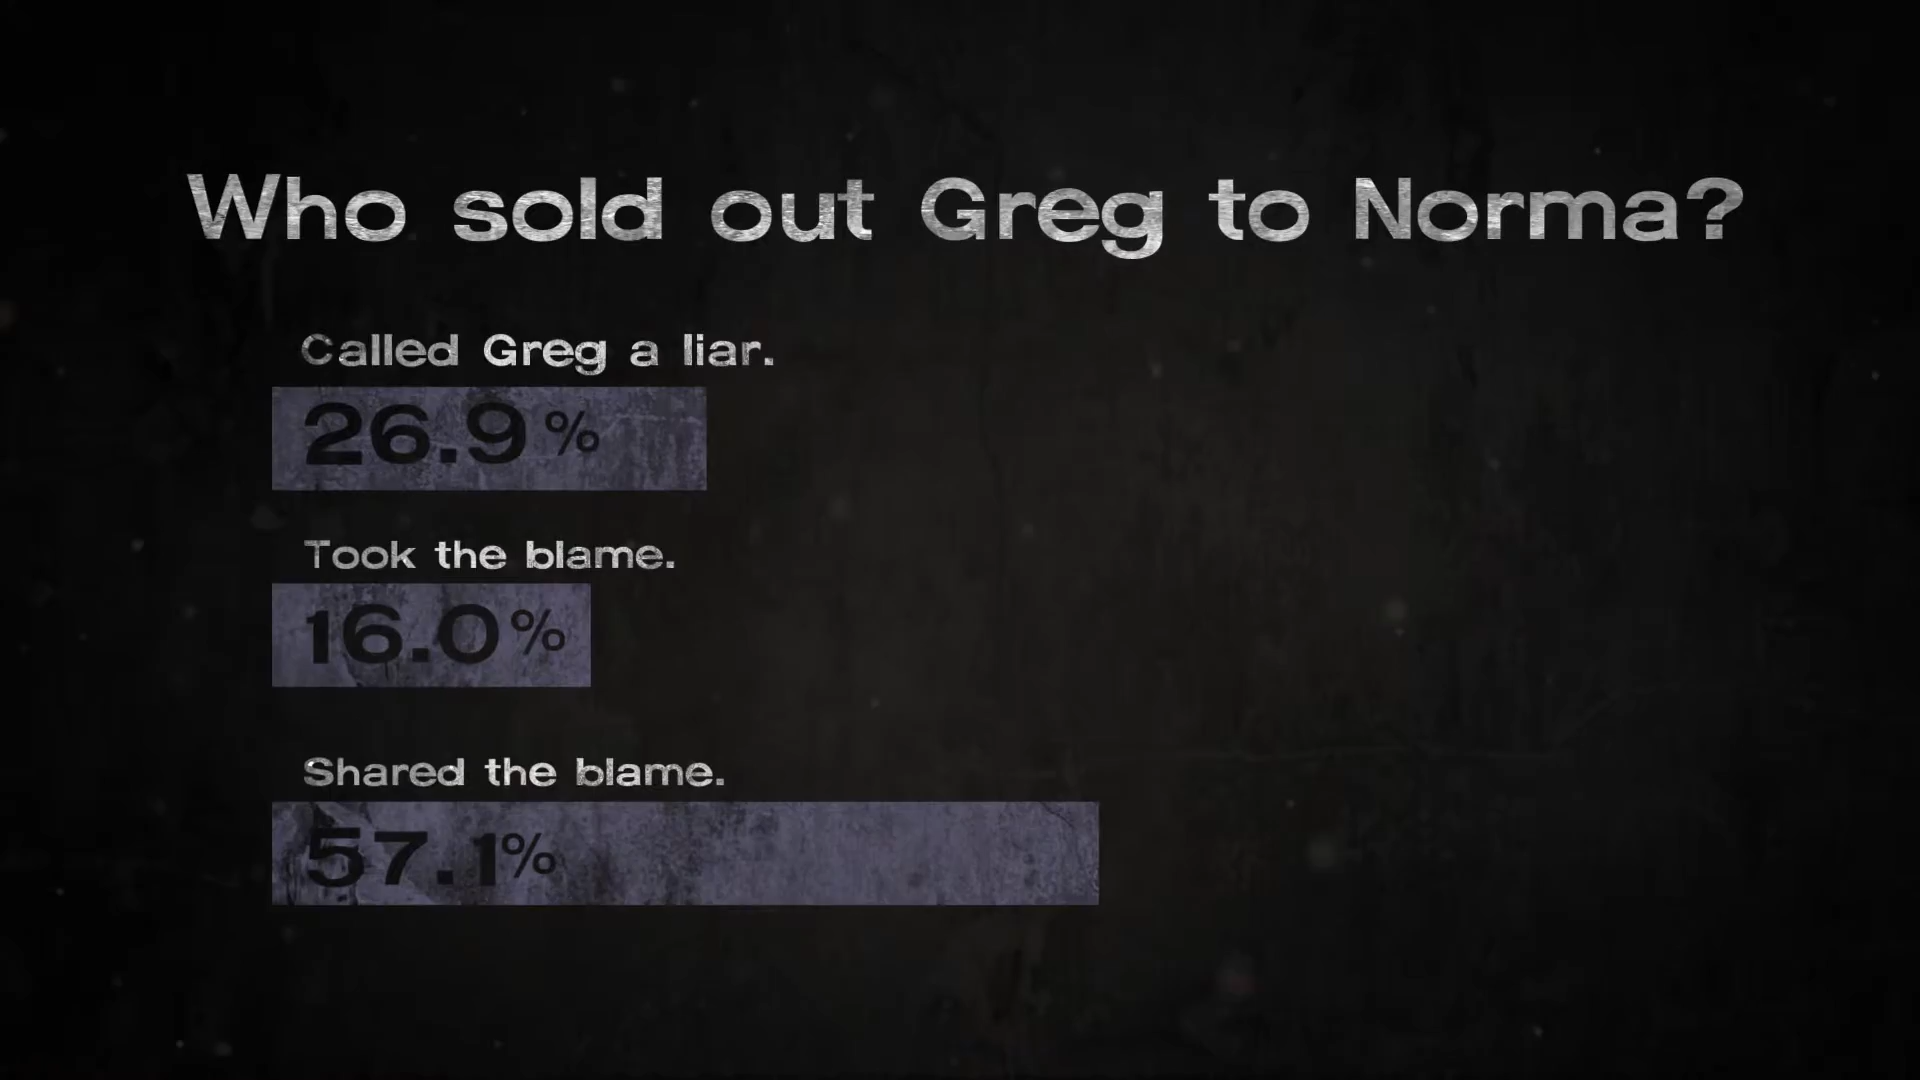 Who sold out Greg to Norma?
Called Greg a liar.
26.9%
Took the blame.
16.0%
Shared the blame.
57.1%